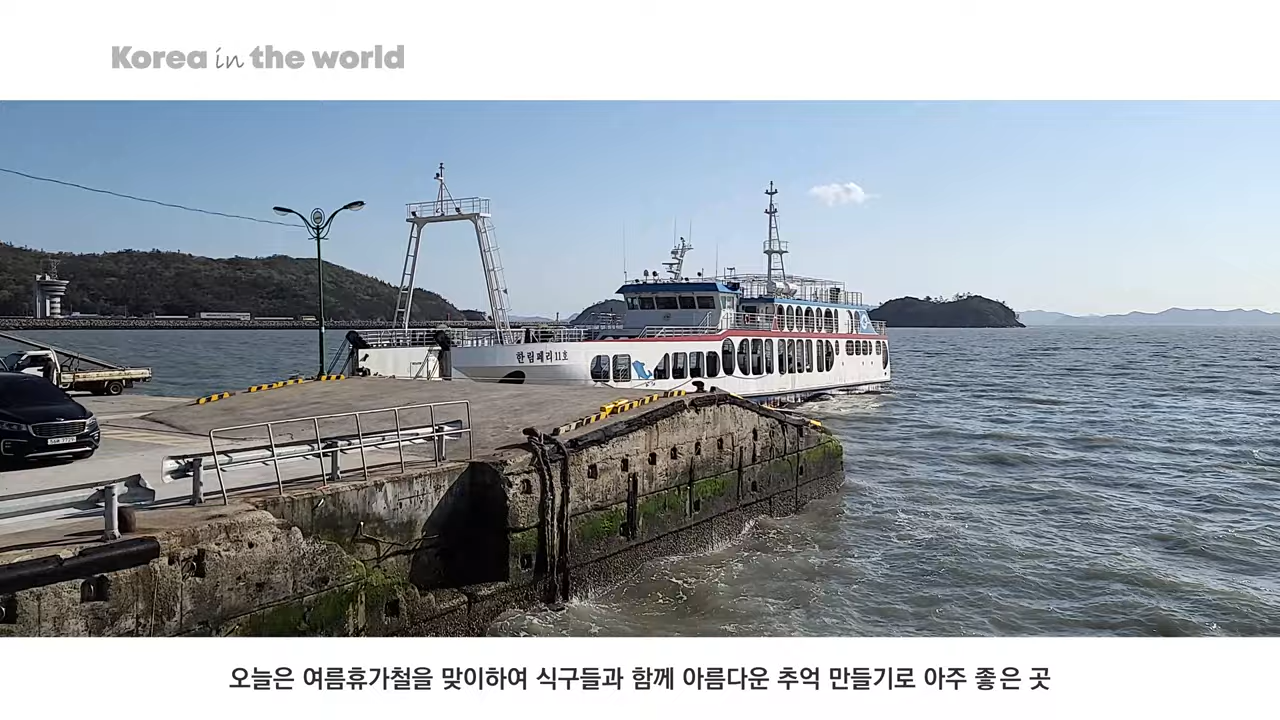 Korea in the world
한림페리11호
오늘은 여름휴가철을 맞이하여 식구들과 함께 아름다운 추억 만들기로 아주 좋은 곳